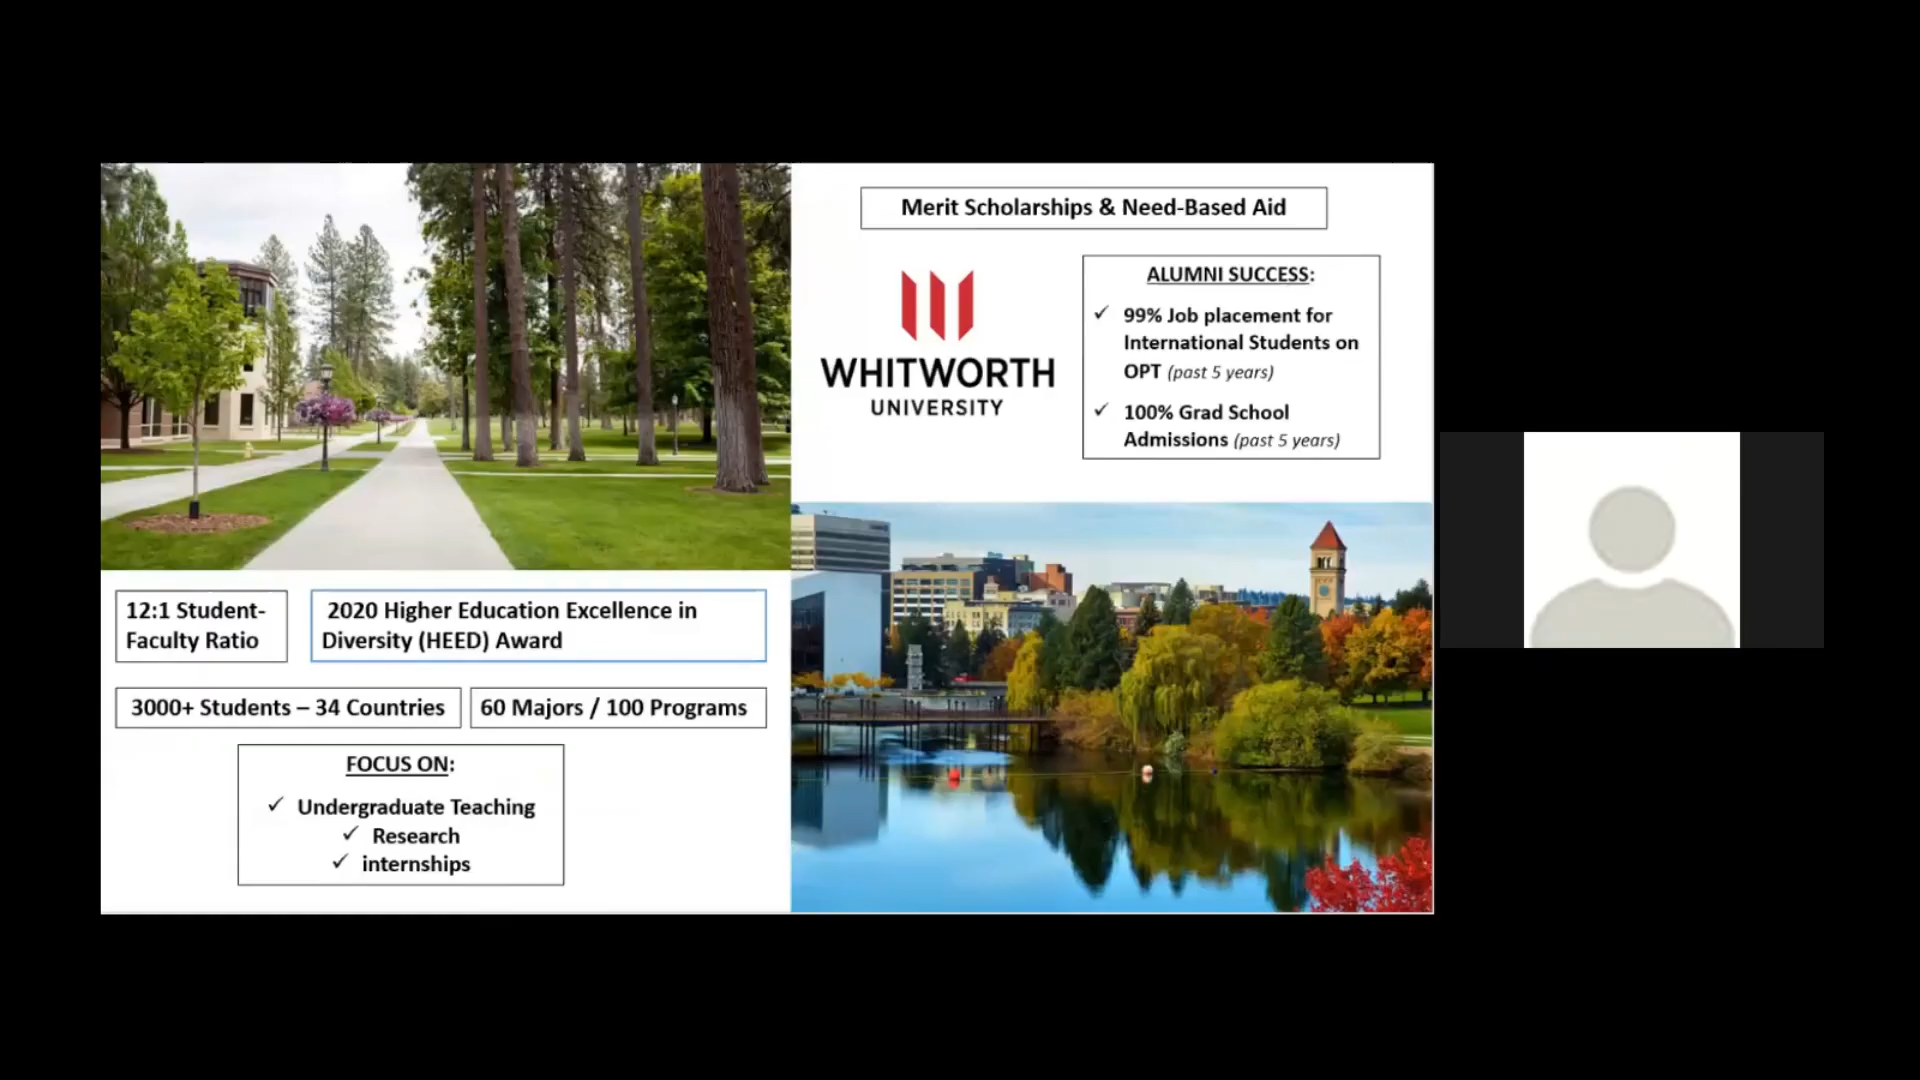 Merit Scholarships & Need-Based Aid
WHITWORTH
UNIVERSITY
ALUMNI SUCCESS:
✓ 99% Job placement for
International Students on
OPT (past 5 years)
✓ 100% Grad School
Admissions (past 5 years)
12:1 Student-
Faculty Ratio
2020 Higher Education Excellence in
Diversity (HEED) Award
3000+ Students – 34 Countries
60 Majors / 100 Programs
FOCUS ON:
✓ Undergraduate Teaching
✓ Research
✓ internships